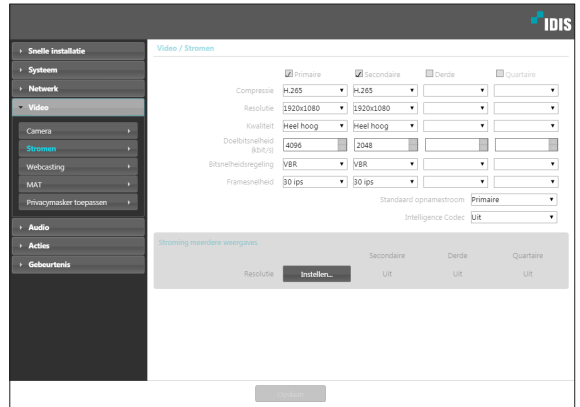 IDIS
Snelle installatie
Systeem
Netwerk
Video
Camera
Stromen
Webcasting
MAT
Privacymasker toepassen
Audio
Acties
Gebeurtenis
Video / Stromen
Primaire Secondaire Derde Quartaire
Compressie H.265 H.265
Resolutie 1920x1080 1920x1080
Kwaliteit Heel hoog Heel hoog
Doelbitsnelheid
(kbit/s) 4096 2048
Bitsnelheidsregeling VBR VBR
Framesnelheid 30 ips 30 ips
Standaard opnamestroom Primaire
Intelligence Codec Uit
Stroming meerdere weergaves
Secondaire Derde Quartaire
Resolutie Instellen... Uit Uit Uit